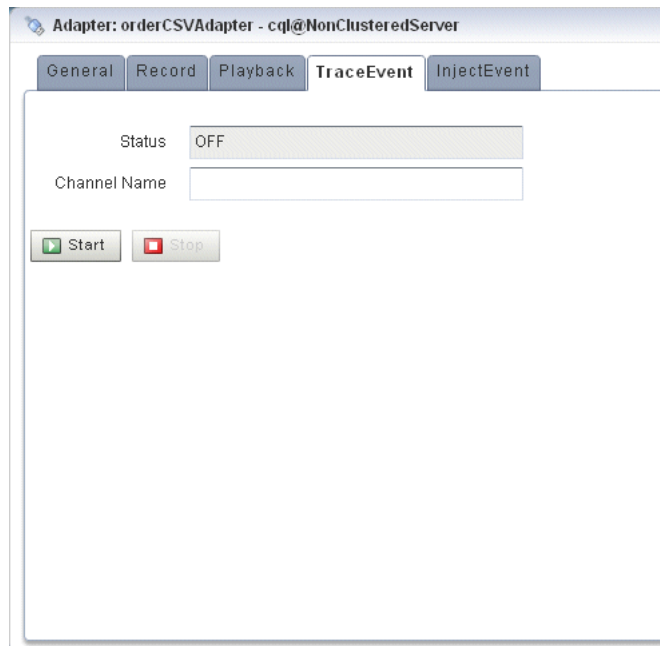 Adapter: orderCSVAdapter - cql@NonClusteredServer
General Record Playback TraceEvent InjectEvent
Status OFF
Channel Name
Start Stop